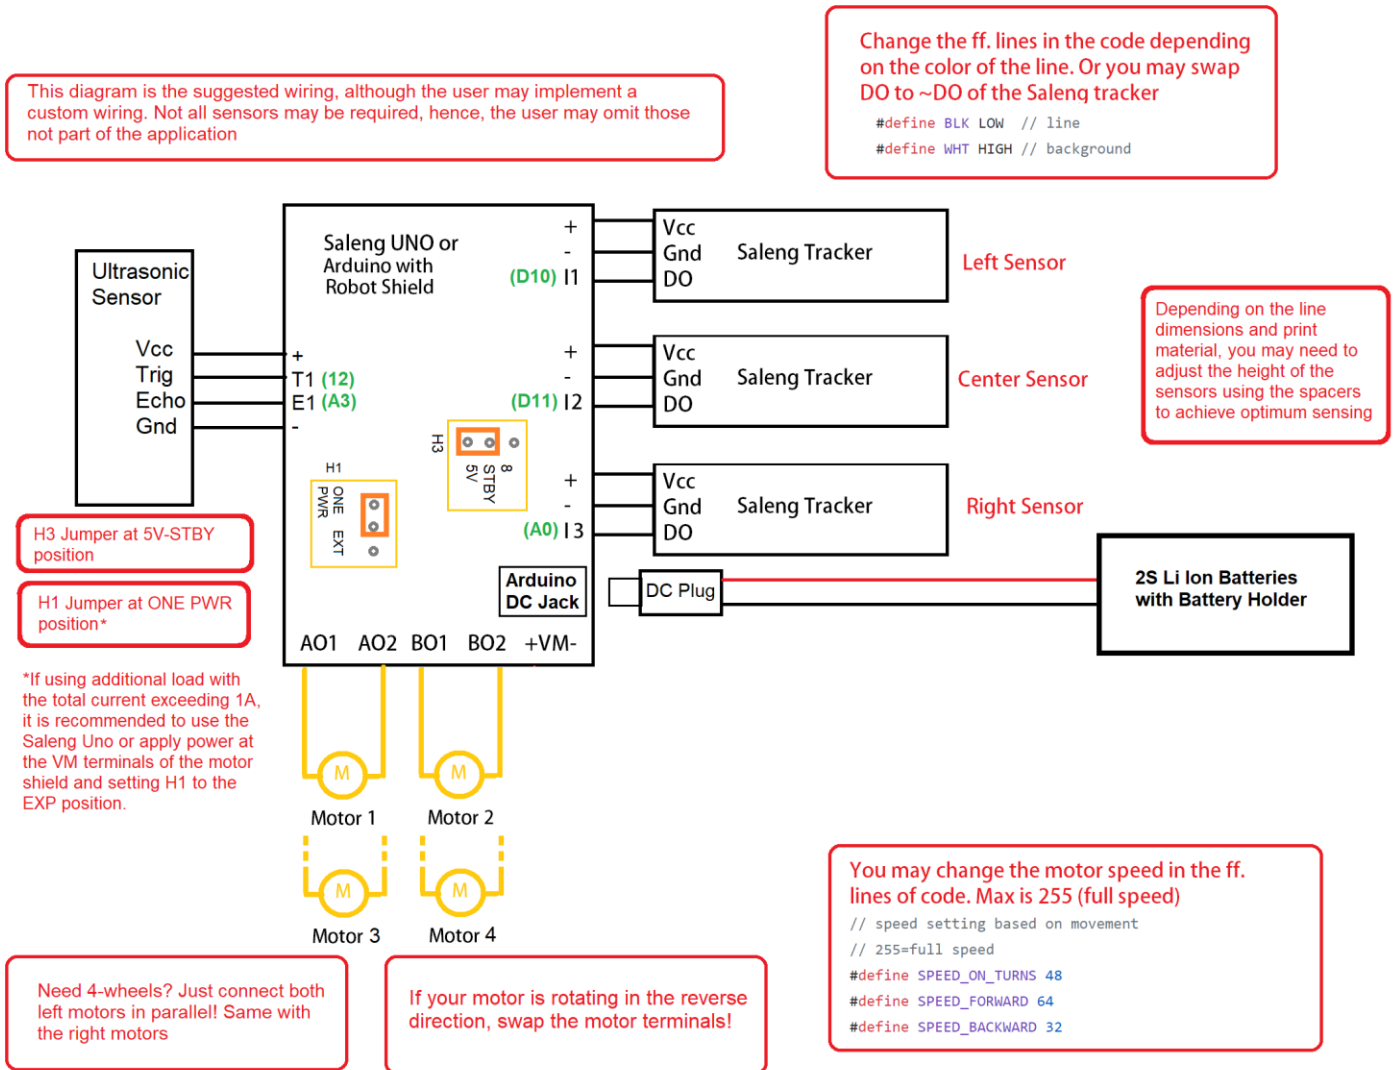 Change the ff. lines in the code depending
on the color of the line. Or you may swap
DO to ~DO of the Saleng tracker
#define BLK LOW // line
#define WHT HIGH // background
This diagram is the suggested wiring, although the user may implement a
custom wiring. Not all sensors may be required, hence, the user may omit those
not part of the application
Ultrasonic
Sensor
Vcc
Trig
Echo
Gnd
Saleng UNO or
Arduino with
Robot Shield
+
T1 (12)
E1 (A3)
-
+
-
(D10) I1
+
-
(D11) I2
+
-
(A0) I3
H3
5V
STBY
8
H1
ONE
PWR
EXT
Arduino
DC Jack
AO1 AO2 BO1 BO2 +VM-
Vcc
Gnd
DO
Saleng Tracker
Left Sensor
Vcc
Gnd
DO
Saleng Tracker
Center Sensor
Vcc
Gnd
DO
Saleng Tracker
Right Sensor
Depending on the line
dimensions and print
material, you may need to
adjust the height of the
sensors using the spacers
to achieve optimum sensing
DC Plug
2S Li Ion Batteries
with Battery Holder
H3 Jumper at 5V-STBY
position
H1 Jumper at ONE PWR
position*
*If using additional load with
the total current exceeding 1A,
it is recommended to use the
Saleng Uno or apply power at
the VM terminals of the motor
shield and setting H1 to the
EXP position.
M
Motor 1
M
Motor 2
M
Motor 3
M
Motor 4
Need 4-wheels? Just connect both
left motors in parallel! Same with
the right motors
If your motor is rotating in the reverse
direction, swap the motor terminals!
You may change the motor speed in the ff.
lines of code. Max is 255 (full speed)
// speed setting based on movement
// 255=full speed
#define SPEED_ON_TURNS 48
#define SPEED_FORWARD 64
#define SPEED_BACKWARD 32